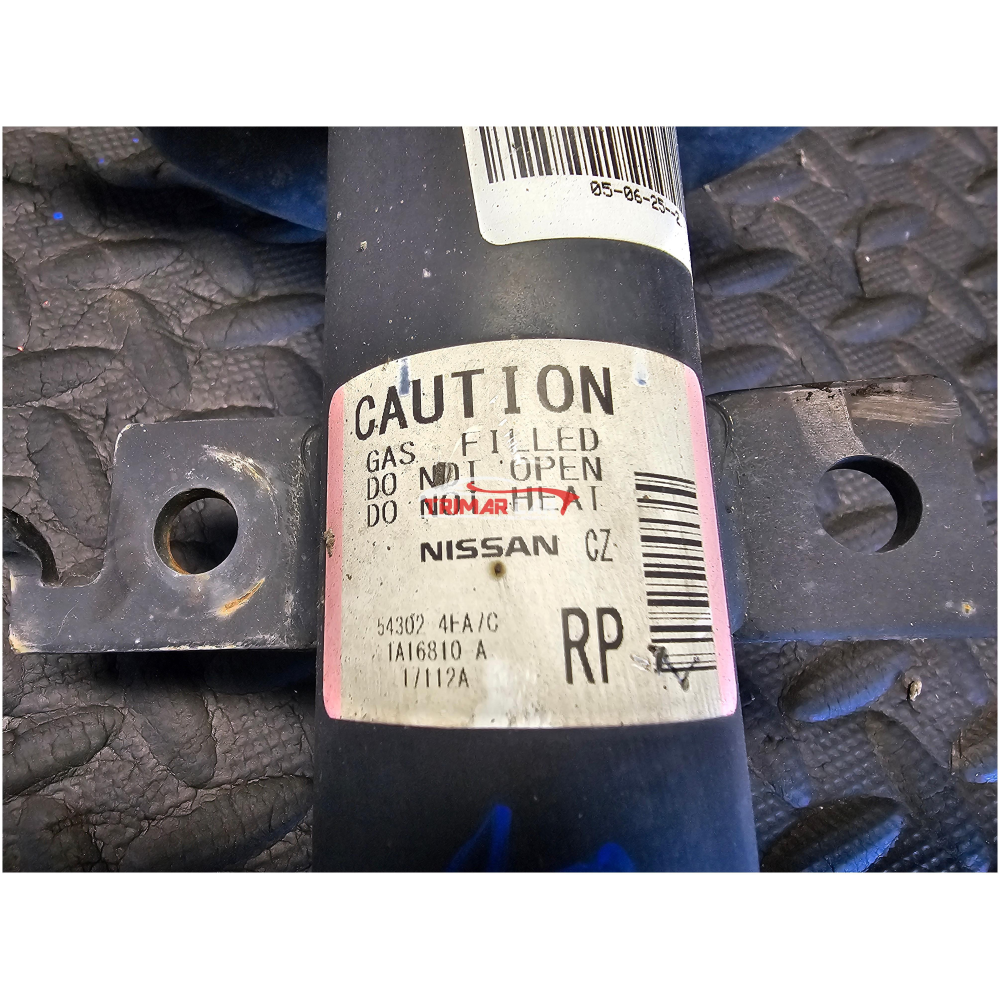 05-06-25--2
CAUTION
GAS FILLED
DO NOT OPEN
DO NOT HEAT
TRIMAR
NISSAN CZ
54302 4EA7C
1A16810 A
17112A
RP